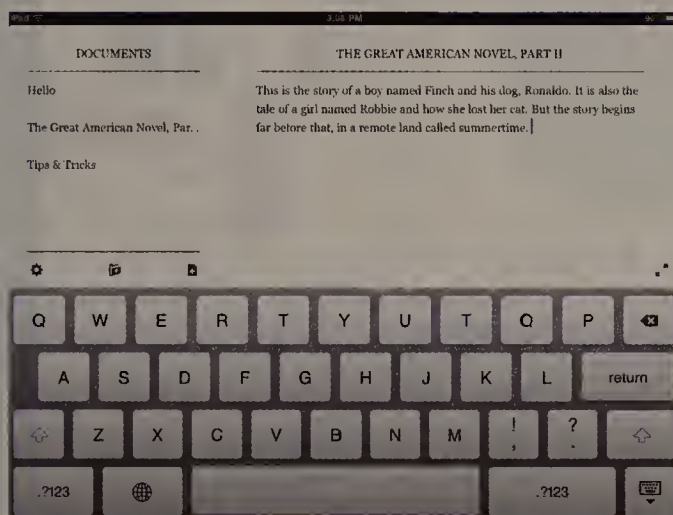 iPad 3:08 PM
DOCUMENTS
Hello
The Great American Novel, Par..
Tips & Tricks
THE GREAT AMERICAN NOVEL, PART II
This is the story of a boy named Finch and his dog, Ronaldo. It is also the
tale of a girl named Robbie and how she lost her cat. But the story begins
far before that, in a remote land called summertime.
Q W E R T Y U I O P
A S D F G H J K L return
Z X C V B N M ! , ? .
.?123 .?123